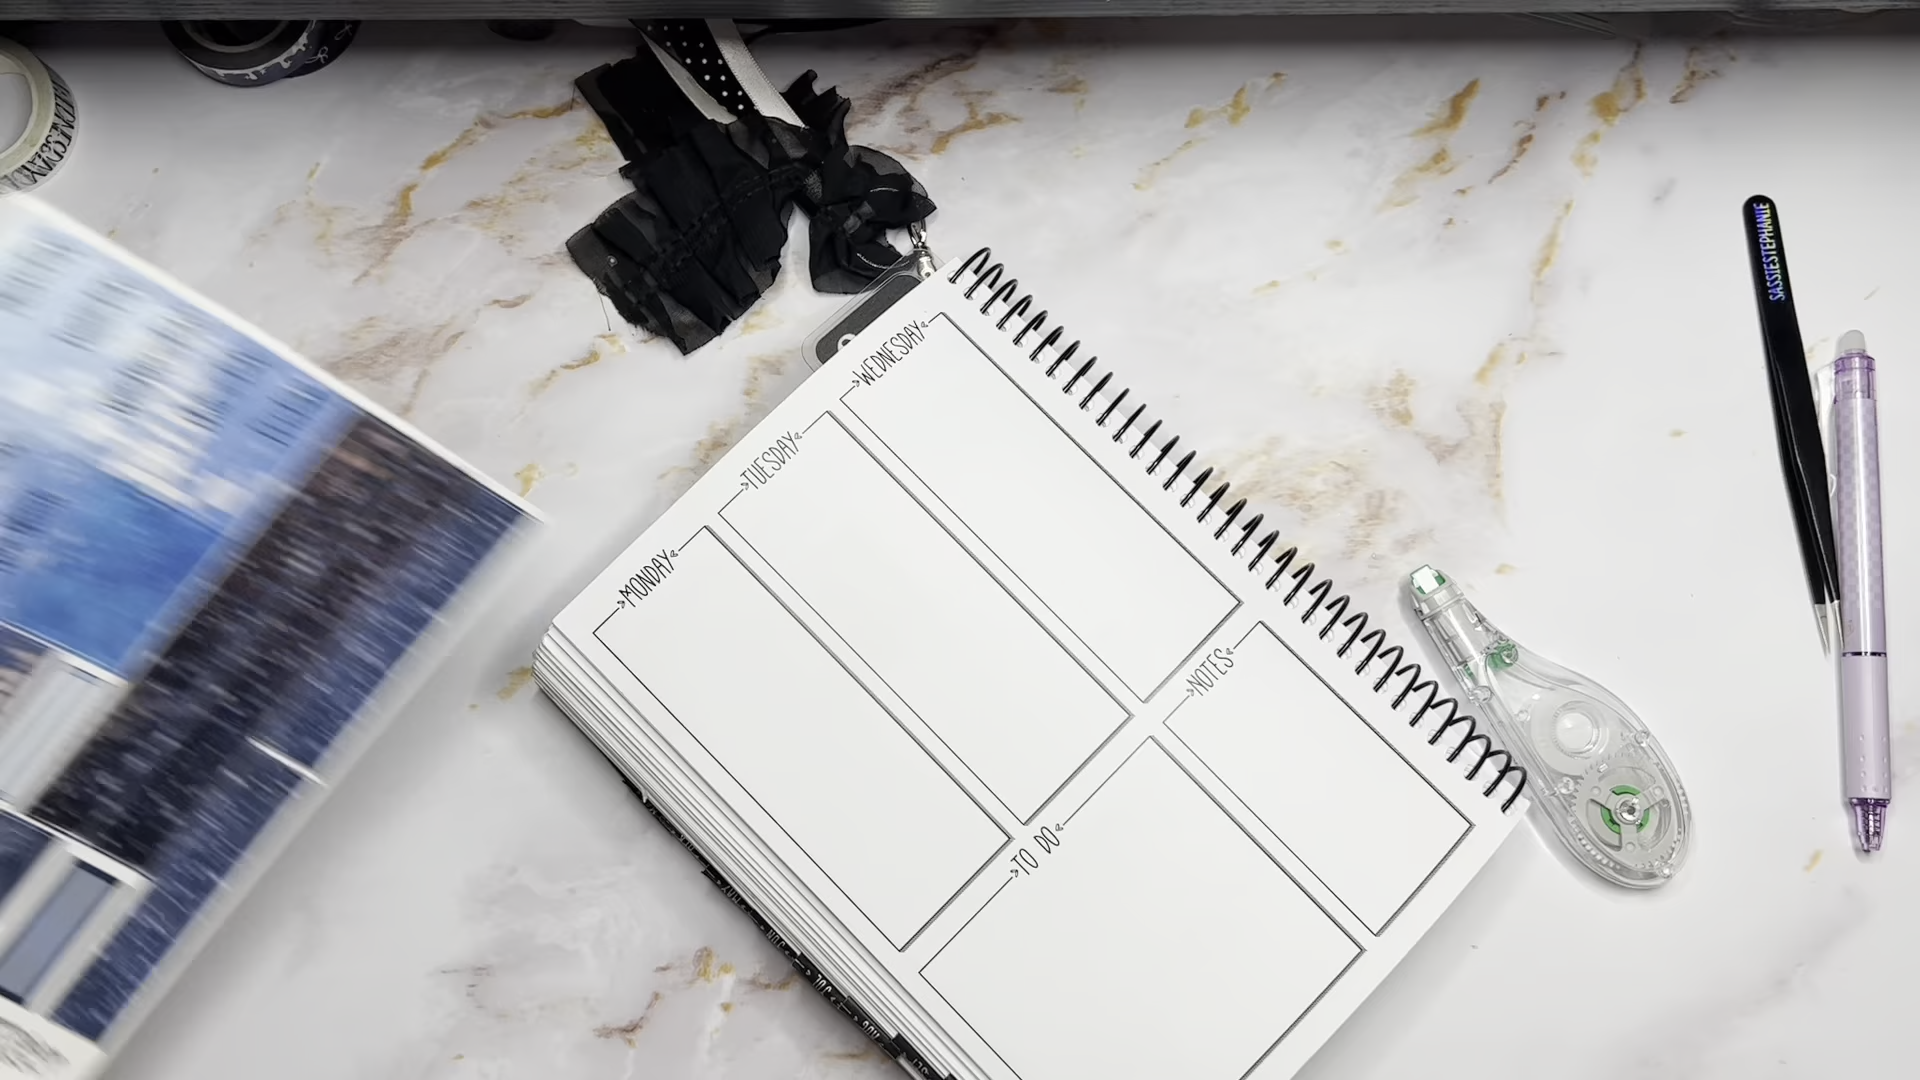 MONDAY
TUESDAY
WEDNESDAY
TO DO
NOTES
SASSIESTEPHANIE